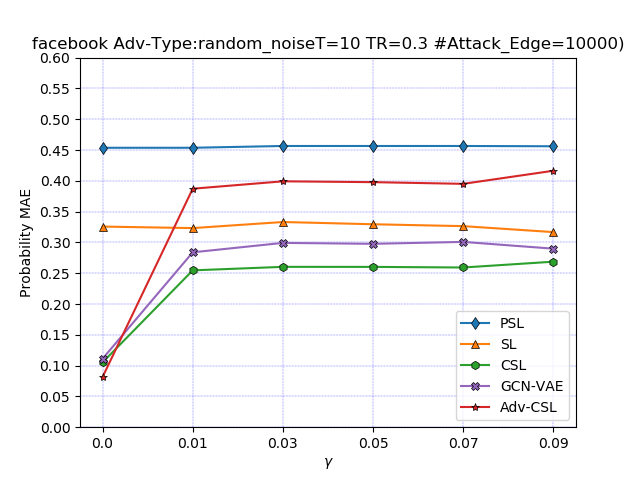 facebook Adv-Type:random_noiseT=10 TR=0.3 #Attack_Edge=10000)
0.60
0.55
0.50
0.45
0.40
0.35
0.30
0.25
0.20
0.15
0.10
0.05
0.00
Probability MAE
PSL
SL
CSL
GCN-VAE
Adv-CSL
0.0 0.01 0.03 0.05 0.07 0.09
γ